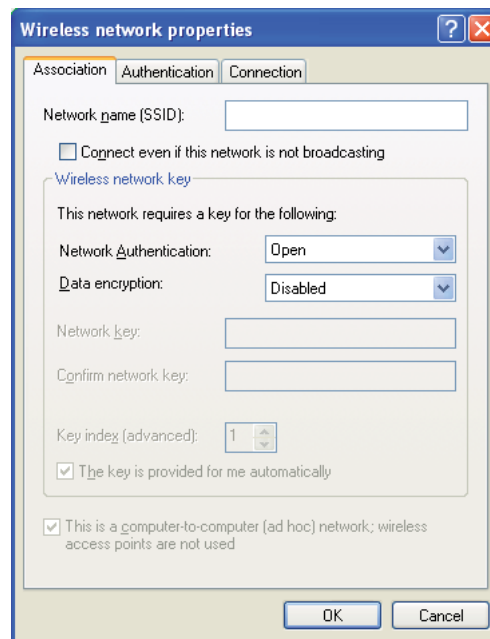 Wireless network properties
Association Authentication Connection
Network name (SSID):
Connect even if this network is not broadcasting
Wireless network key
This network requires a key for the following:
Network Authentication: Open
Data encryption: Disabled
Network key:
Confirm network key:
Key index (advanced): 1
The key is provided for me automatically
This is a computer-to-computer (ad hoc) network; wireless
access points are not used
OK Cancel